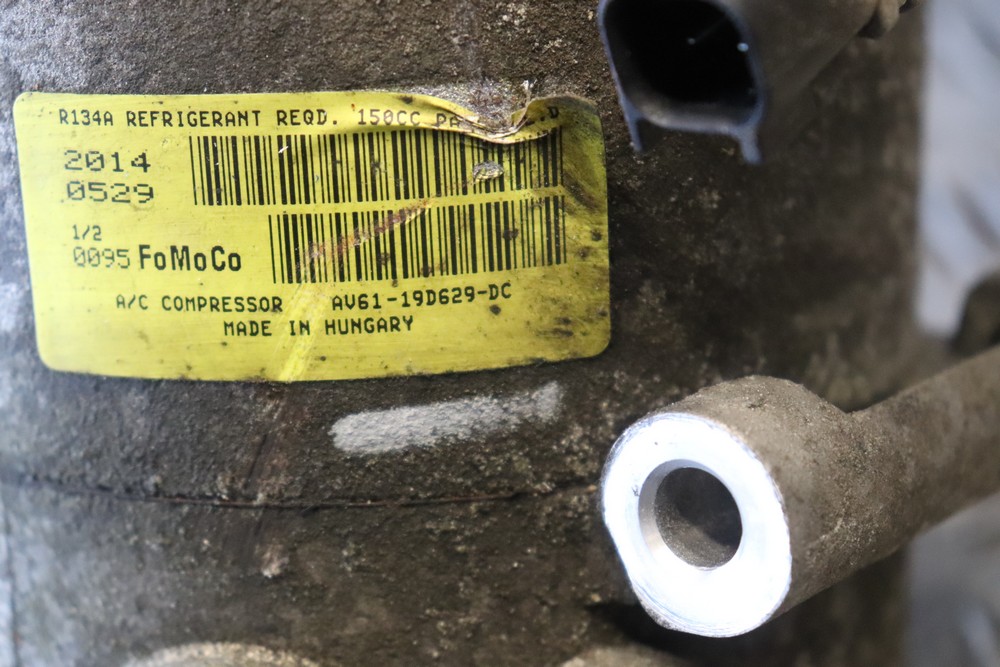 R134A REFRIGERANT REQD. 150CC
2014
0529
1/2
0095 FoMoCo
A/C COMPRESSOR AV61-19D629-DC
MADE IN HUNGARY